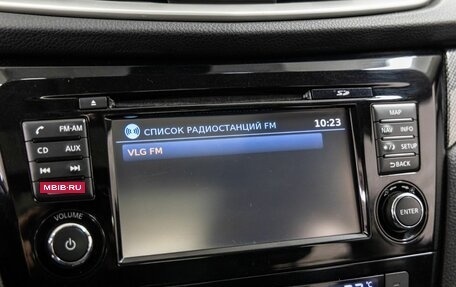 SD
FM-AM
CD AUX
MBIB·RU
VOLUME
СПИСОК РАДИОСТАНЦИЙ FM 10:23
VLG FM
MAP
NAV INFO
SETUP
BACK
ENTER
°C